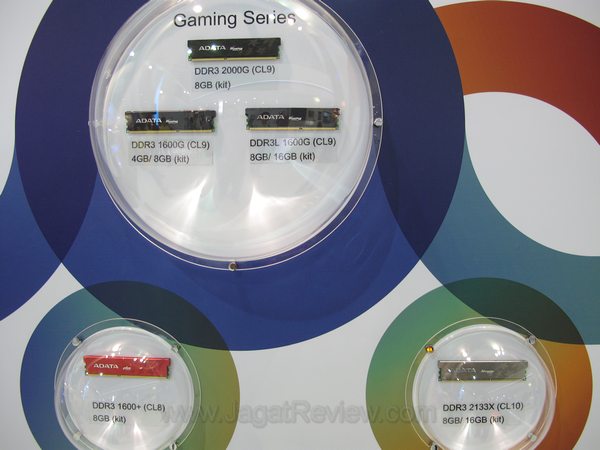 Gaming Series
ADATA
DDR3 2000G (CL9)
8GB (kit)
ADATA
DDR3 1600G (CL9)
4GB/ 8GB (kit)
ADATA
DDR3L 1600G (CL9)
8GB/ 16GB (kit)
ADATA
DDR3 1600+ (CL8)
8GB (kit)
ADATA
DDR3 2133X (CL10)
8GB/ 16GB (kit)
www.JagatReview.com